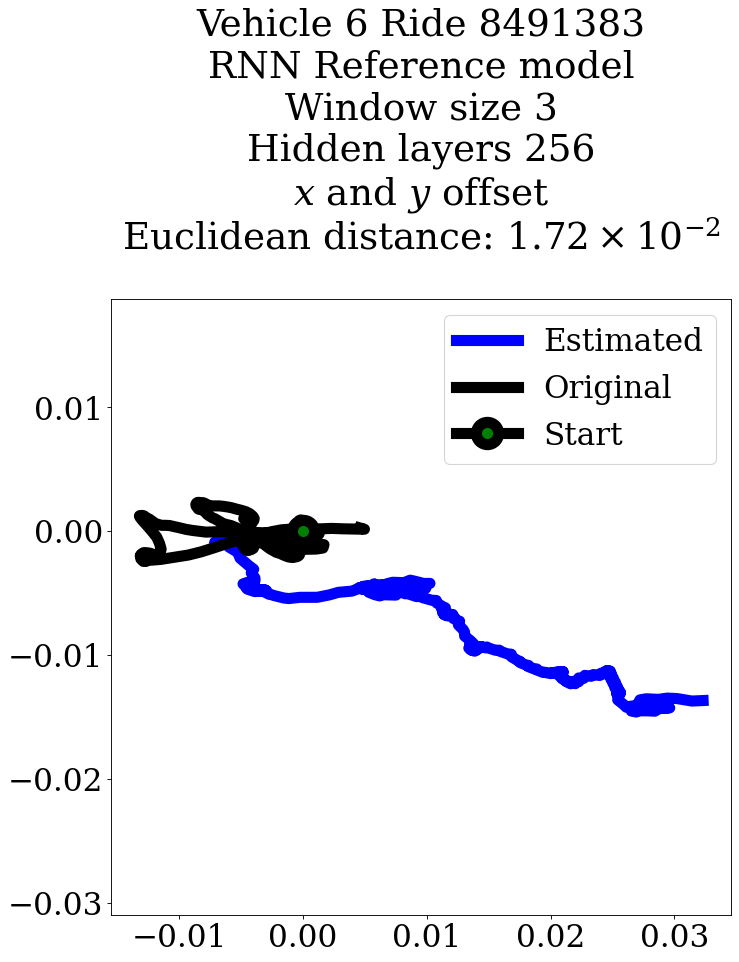 Vehicle 6 Ride 8491383
RNN Reference model
Window size 3
Hidden layers 256
x and y offset
Euclidean distance: 1.72 × 10⁻²
Estimated
Original
Start
0.01
0.00
−0.01
−0.02
−0.03
−0.01 0.00 0.01 0.02 0.03